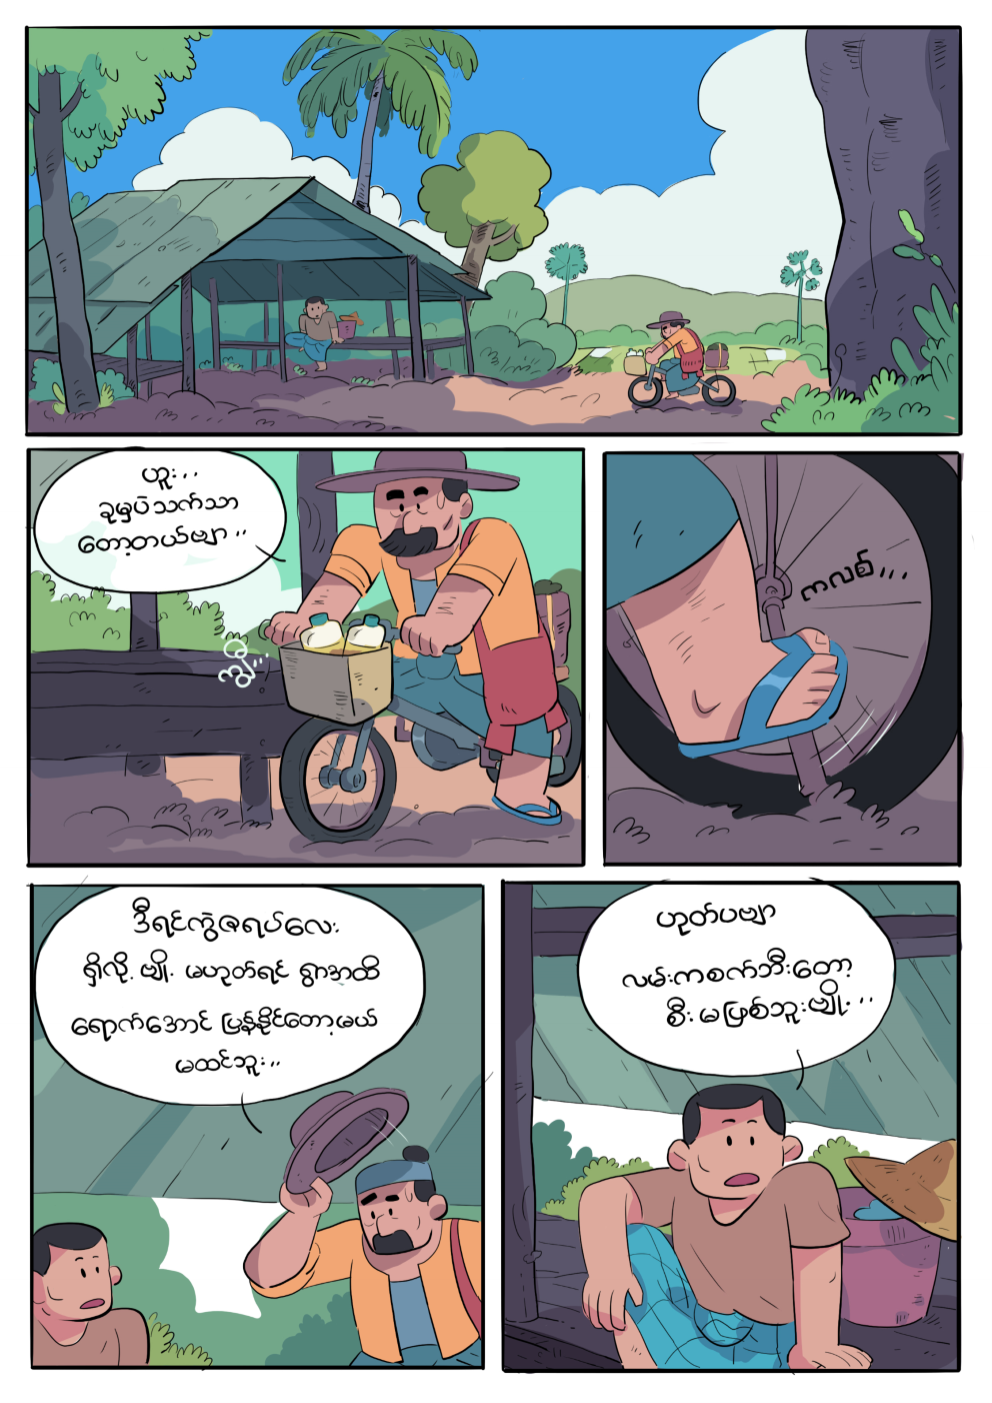 ဟူး...
ခုမှပဲသက်သာ
တော့တယ်ဗျာ..
ကျွီ...
ကလစ်...
ဒီရင်ကွဲဇရပ်လေး
ရှိလို့ ဗျို့ မဟုတ်ရင် ရွာအထိ
ရောက်အောင် ပြန်နိုင်တော့မယ်
မထင်ဘူး..
ဟုတ်ပဗျာ
လမ်းကစက်ဘီးတော့
စီးမဖြစ်ဘူးဗျို့...